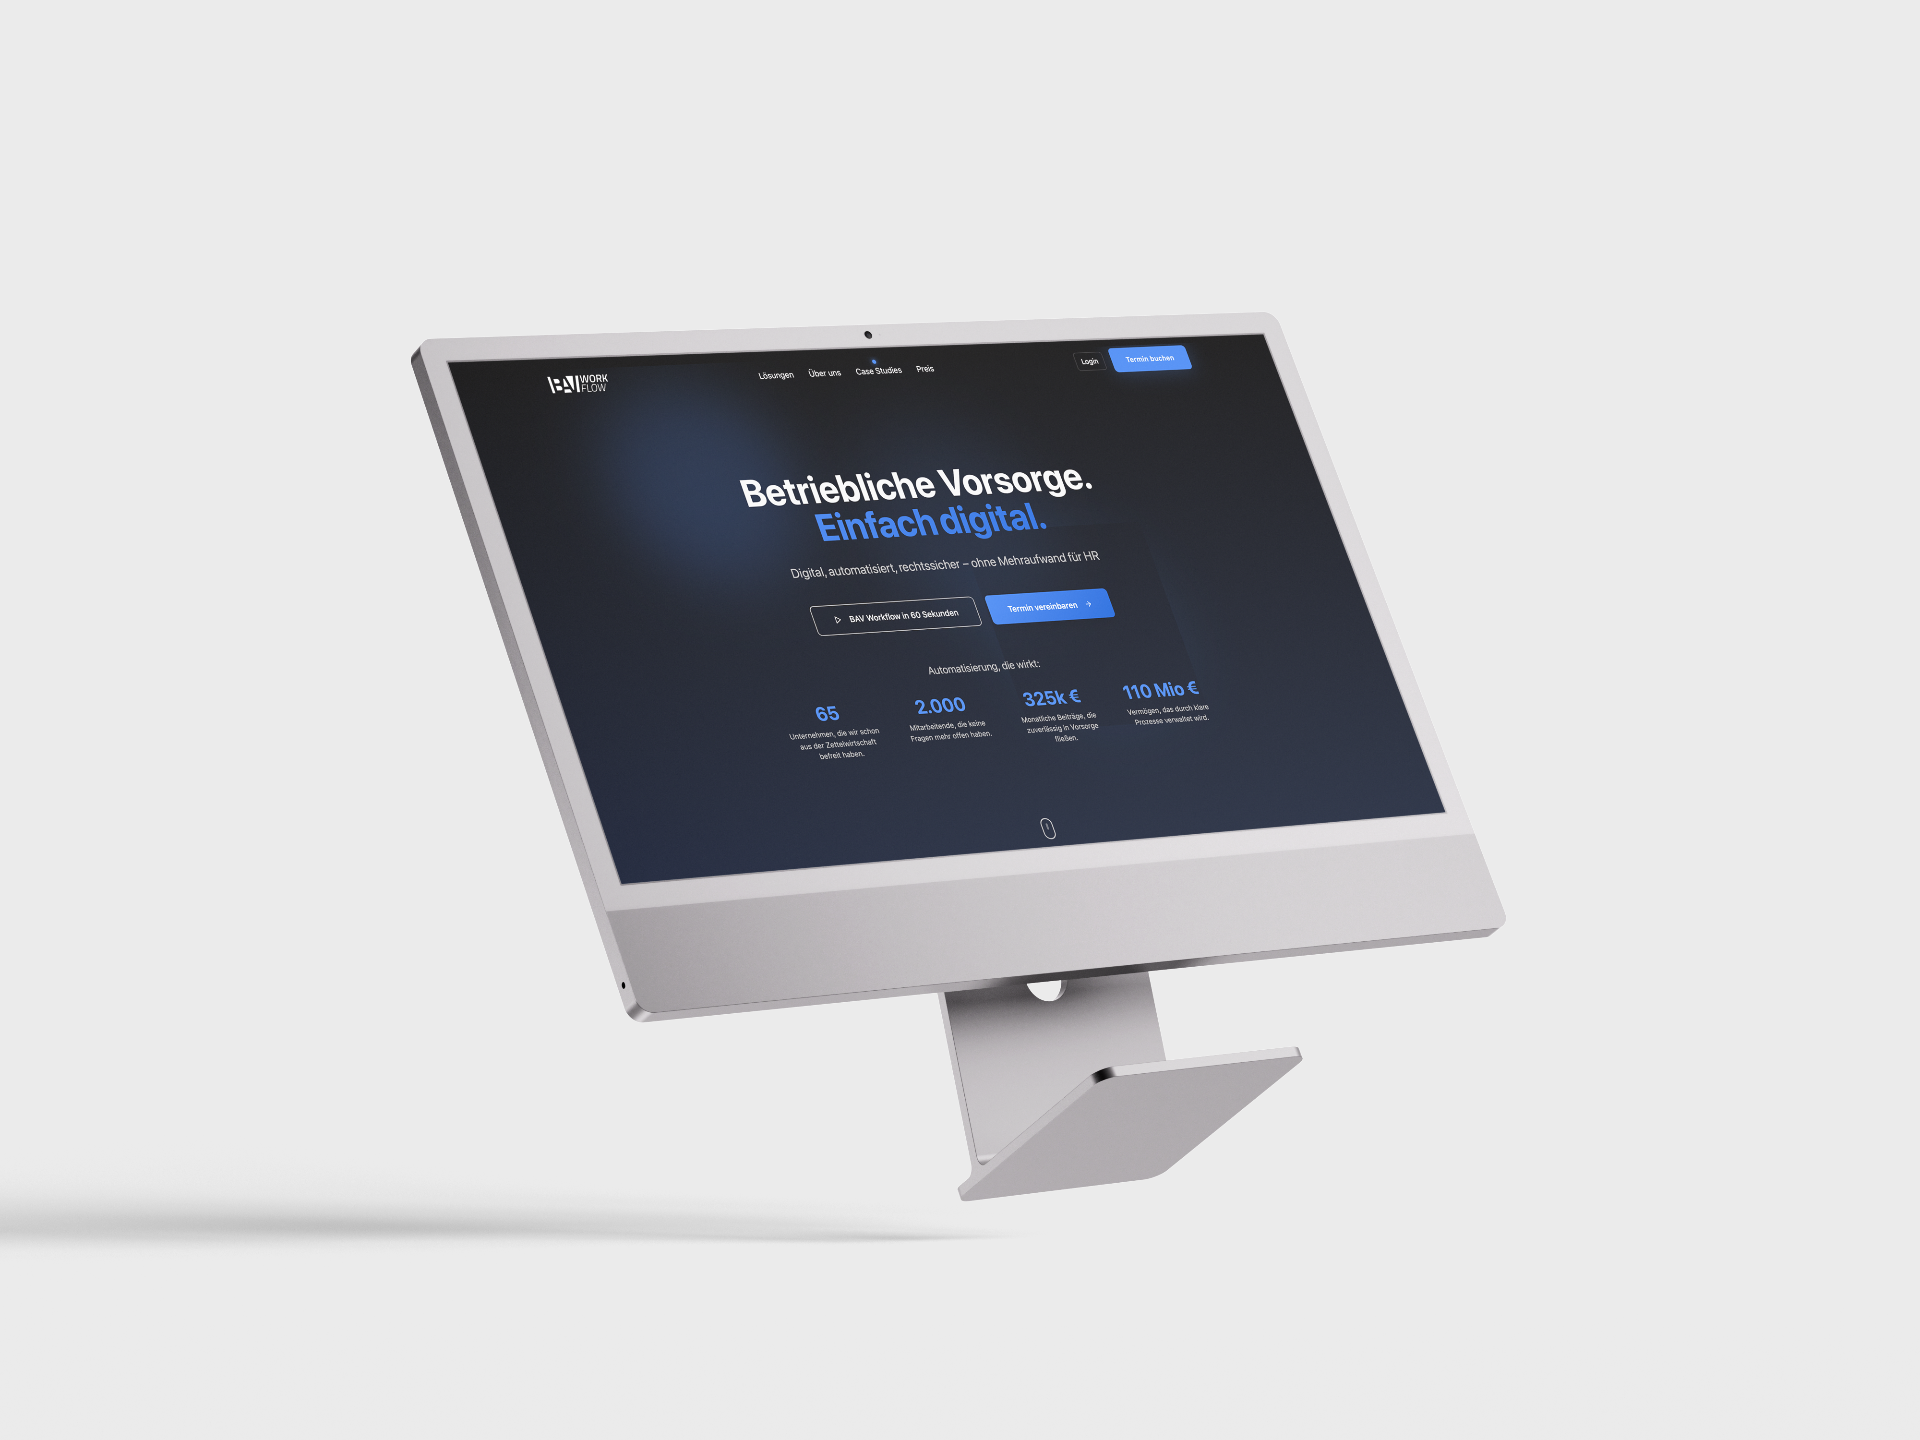 BAV WORK
FLOW
Lösungen Über uns Case Studies Preis
Login
Termin buchen
Betriebliche Vorsorge.
Einfach digital.
Digital, automatisiert, rechtssicher – ohne Mehraufwand für HR
BAV Workflow in 60 Sekunden
Termin vereinbaren →
Automatisierung, die wirkt:
65
Unternehmen, die wir schon
aus der Zettelwirtschaft
befreit haben.
2.000
Mitarbeitende, die keine
Fragen mehr offen haben.
325k €
Monatliche Beiträge, die
zuverlässig in Vorsorge
fließen.
110 Mio €
Vermögen, das durch klare
Prozesse verwaltet wird.